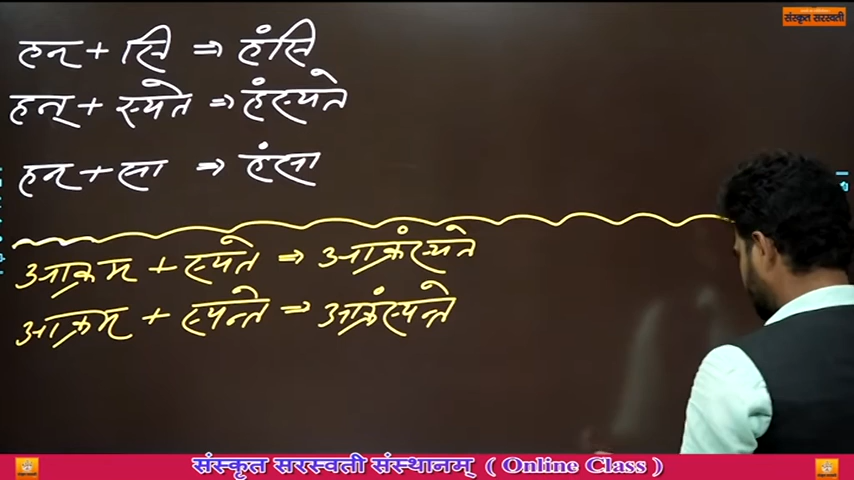 संस्कृत सरस्वती
हन् + सि ⇒ हंसि
हन् + स्यते ⇒ हंस्यते
हन् + सा ⇒ हंसा
आक्रम + स्यते ⇒ आक्रंस्यते
आक्रम् + स्यन्ते ⇒ आक्रंस्यन्ते
संस्कृत सरस्वती संस्थानम् ( Online Class )